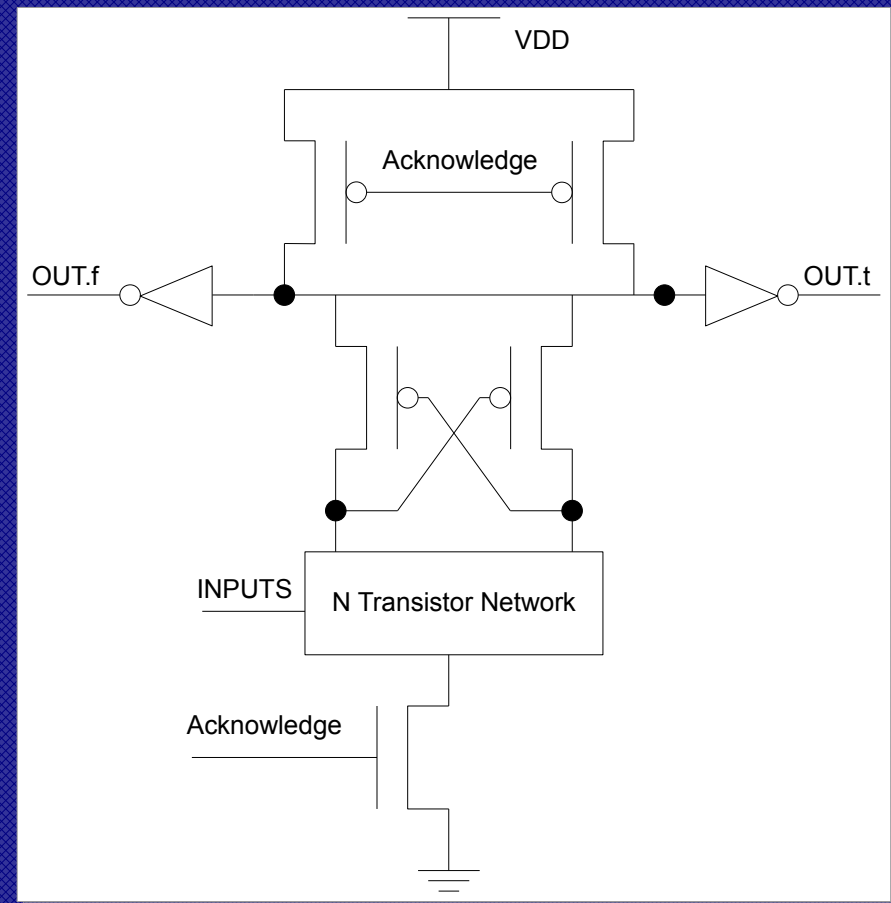 VDD
Acknowledge
OUT.f
OUT.t
INPUTS
N Transistor Network
Acknowledge